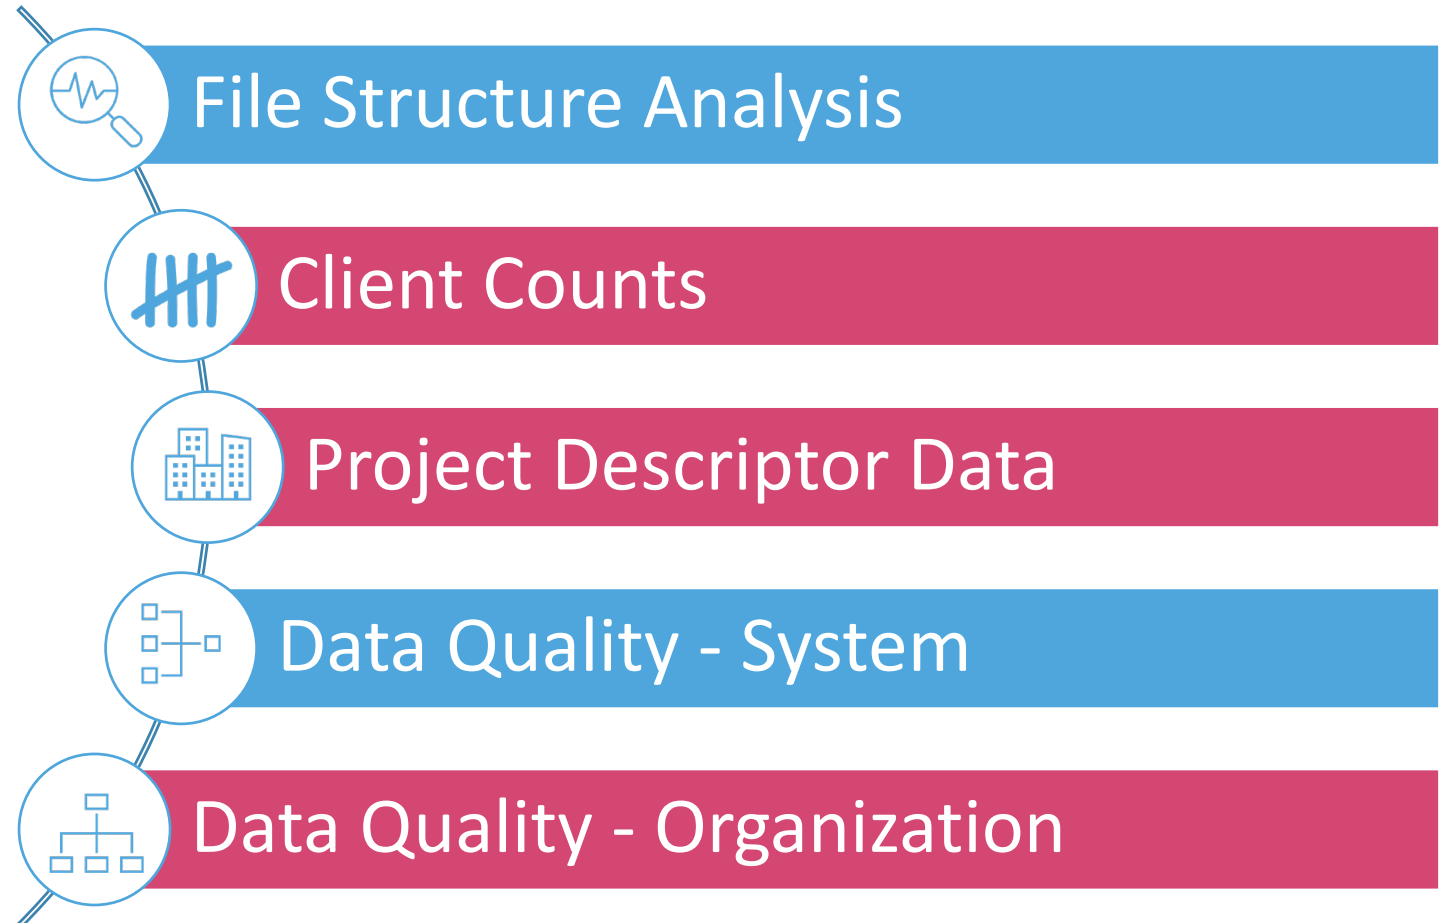 File Structure Analysis
Client Counts
Project Descriptor Data
Data Quality - System
Data Quality - Organization